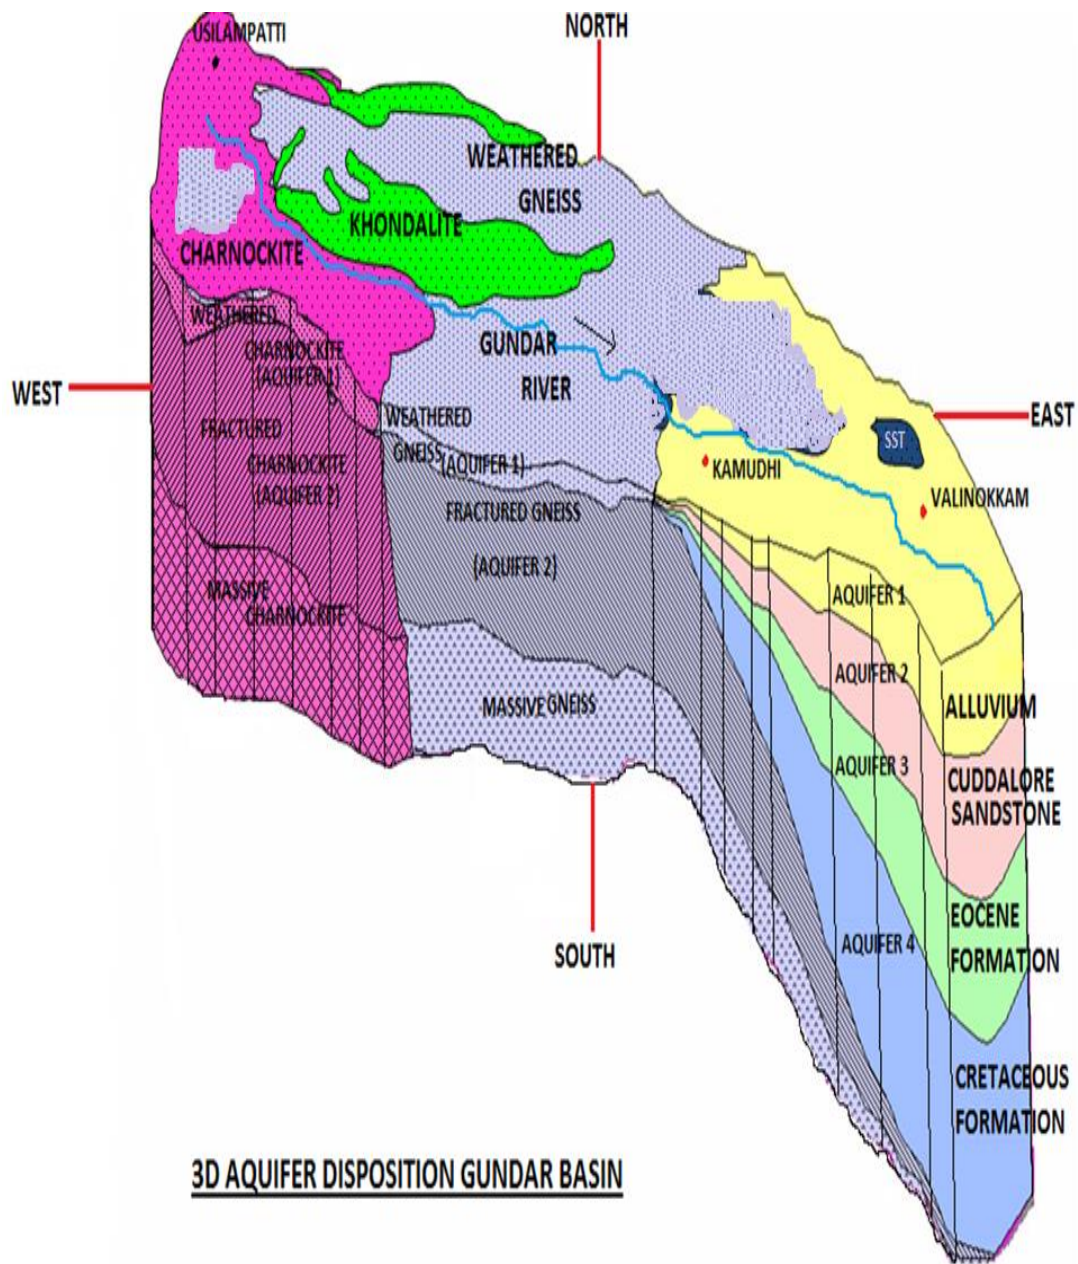 USILAMPATTI
NORTH
WEATHERED
GNEISS
KHONDALITE
CHARNOCKITE
WEATHERED
CHARNOCKITE
(AQUIFER 1)
GUNDAR
RIVER
WEST
EAST
FRACTURED
CHARNOCKITE
(AQUIFER 2)
WEATHERED
GNEISS
(AQUIFER 1)
SST
KAMUDHI
VALINOKKAM
FRACTURED GNEISS
(AQUIFER 2)
MASSIVE
CHARNOCKITE
MASSIVE GNEISS
AQUIFER 1
AQUIFER 2
AQUIFER 3
AQUIFER 4
ALLUVIUM
CUDDALORE
SANDSTONE
EOCENE
FORMATION
CRETACEOUS
FORMATION
SOUTH
3D AQUIFER DISPOSITION GUNDAR BASIN